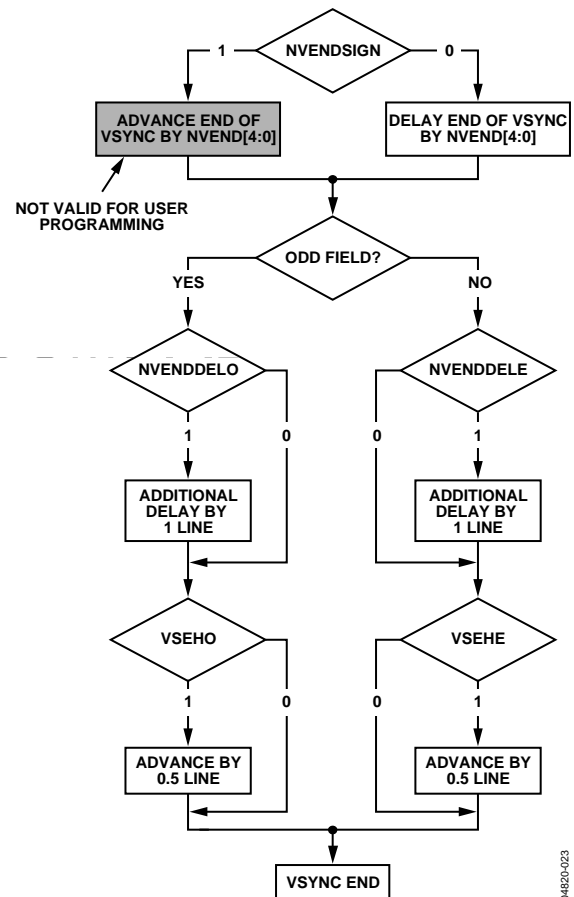 NVENDSIGN
1
0
ADVANCE END OF
VSYNC BY NVEND[4:0]
DELAY END OF VSYNC
BY NVEND[4:0]
NOT VALID FOR USER
PROGRAMMING
ODD FIELD?
YES
NO
NVENDDELO
NVENDDELE
1
0
0
1
ADDITIONAL
DELAY BY
1 LINE
ADDITIONAL
DELAY BY
1 LINE
VSEHO
VSEHE
1
0
0
1
ADVANCE BY
0.5 LINE
ADVANCE BY
0.5 LINE
VSYNC END
04820-023